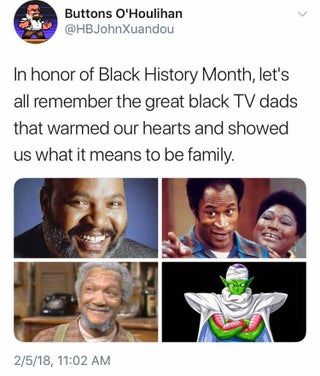 Buttons O'Houlihan
@HBJohnXuandou
In honor of Black History Month, let's
all remember the great black TV dads
that warmed our hearts and showed
us what it means to be family.
2/5/18, 11:02 AM